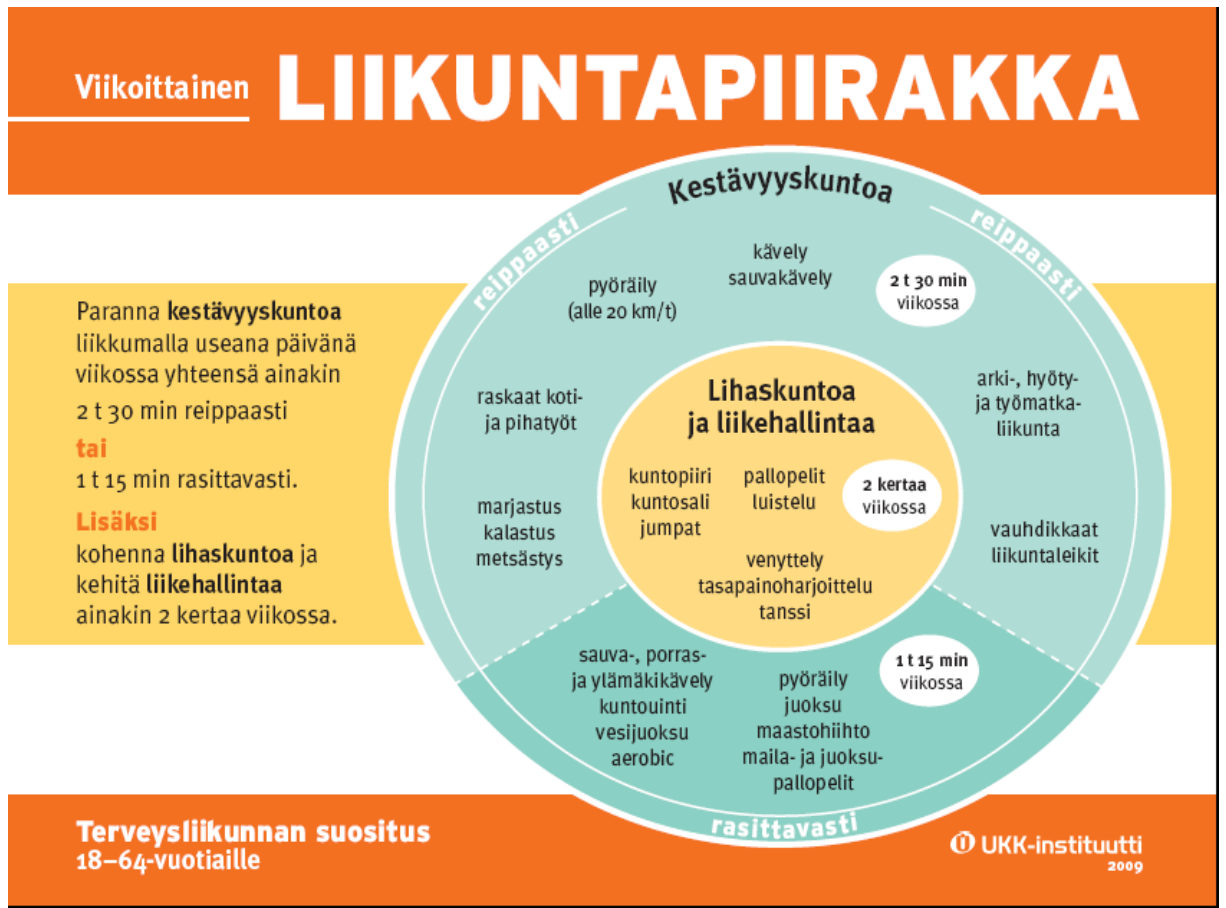 Viikoittainen LIIKUNTAPIIRAKKA
Paranna kestävyyskuntoa
liikkumalla useana päivänä
viikossa yhteensä ainakin
2 t 30 min reippaasti
tai
1 t 15 min rasittavasti.
Lisäksi
kohenna lihaskuntoa ja
kehitä liikehallintaa
ainakin 2 kertaa viikossa.
Kestävyyskuntoa
reippaasti
reippaasti
kävely
sauvakävely
2 t 30 min
viikossa
pyöräily
(alle 20 km/t)
raskaat koti-
ja pihatyöt
marjastus
kalastus
metsästys
arki-, hyöty-
ja työmatka-
liikunta
vauhdikkaat
liikuntaleikit
Lihaskuntoa
ja liikehallintaa
kuntopiiri
kuntosali
jumpat
pallopelit
luistelu
2 kertaa
viikossa
venyttely
tasapainoharjoittelu
tanssi
sauva-, porras-
ja ylämäkikävely
kuntouinti
vesijuoksu
aerobic
pyöräily
juoksu
maastohiihto
maila- ja juoksu-
pallopelit
1 t 15 min
viikossa
rasittavasti
Terveysliikunnan suositus
18–64-vuotiaille
UKK-instituutti
2009